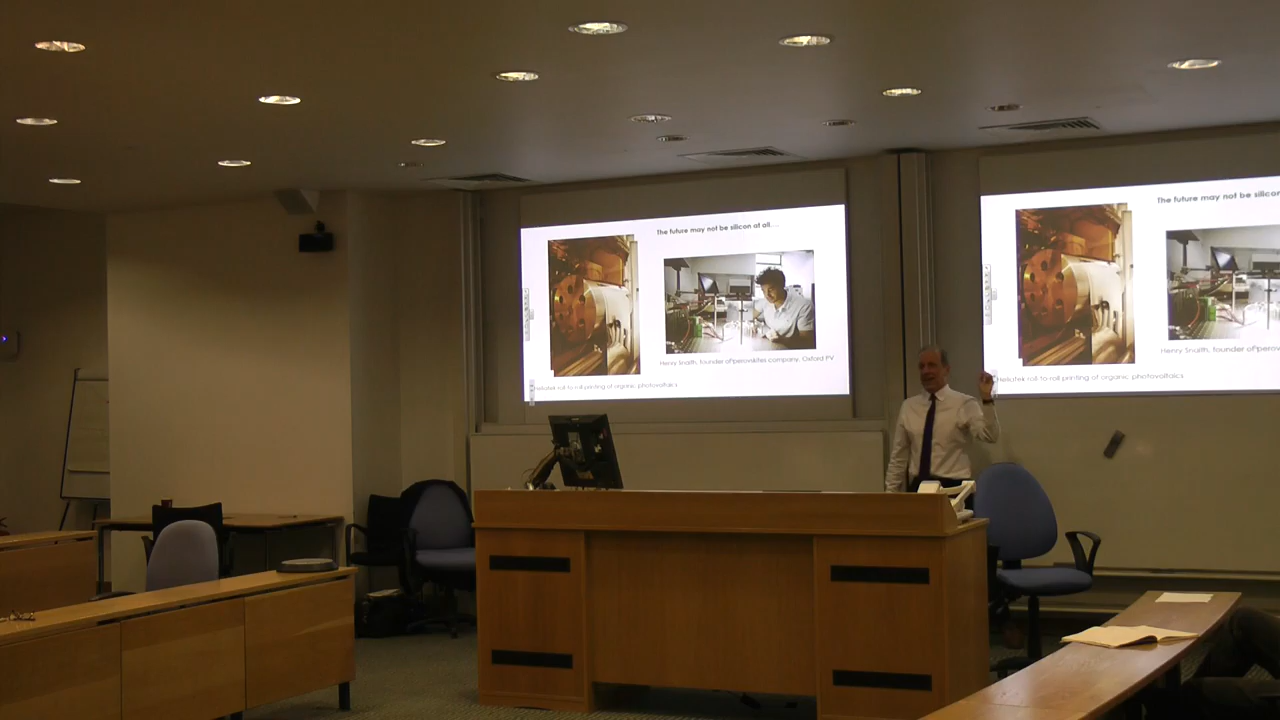 The future may not be silicon at all....
Henry Snaith, founder of perovskites company, Oxford PV
Heliatek roll-to-roll printing of organic photovoltaics
The future may not be silicon
Henry Snaith, founder of perov
Heliatek roll-to-roll printing of organic photovoltaics